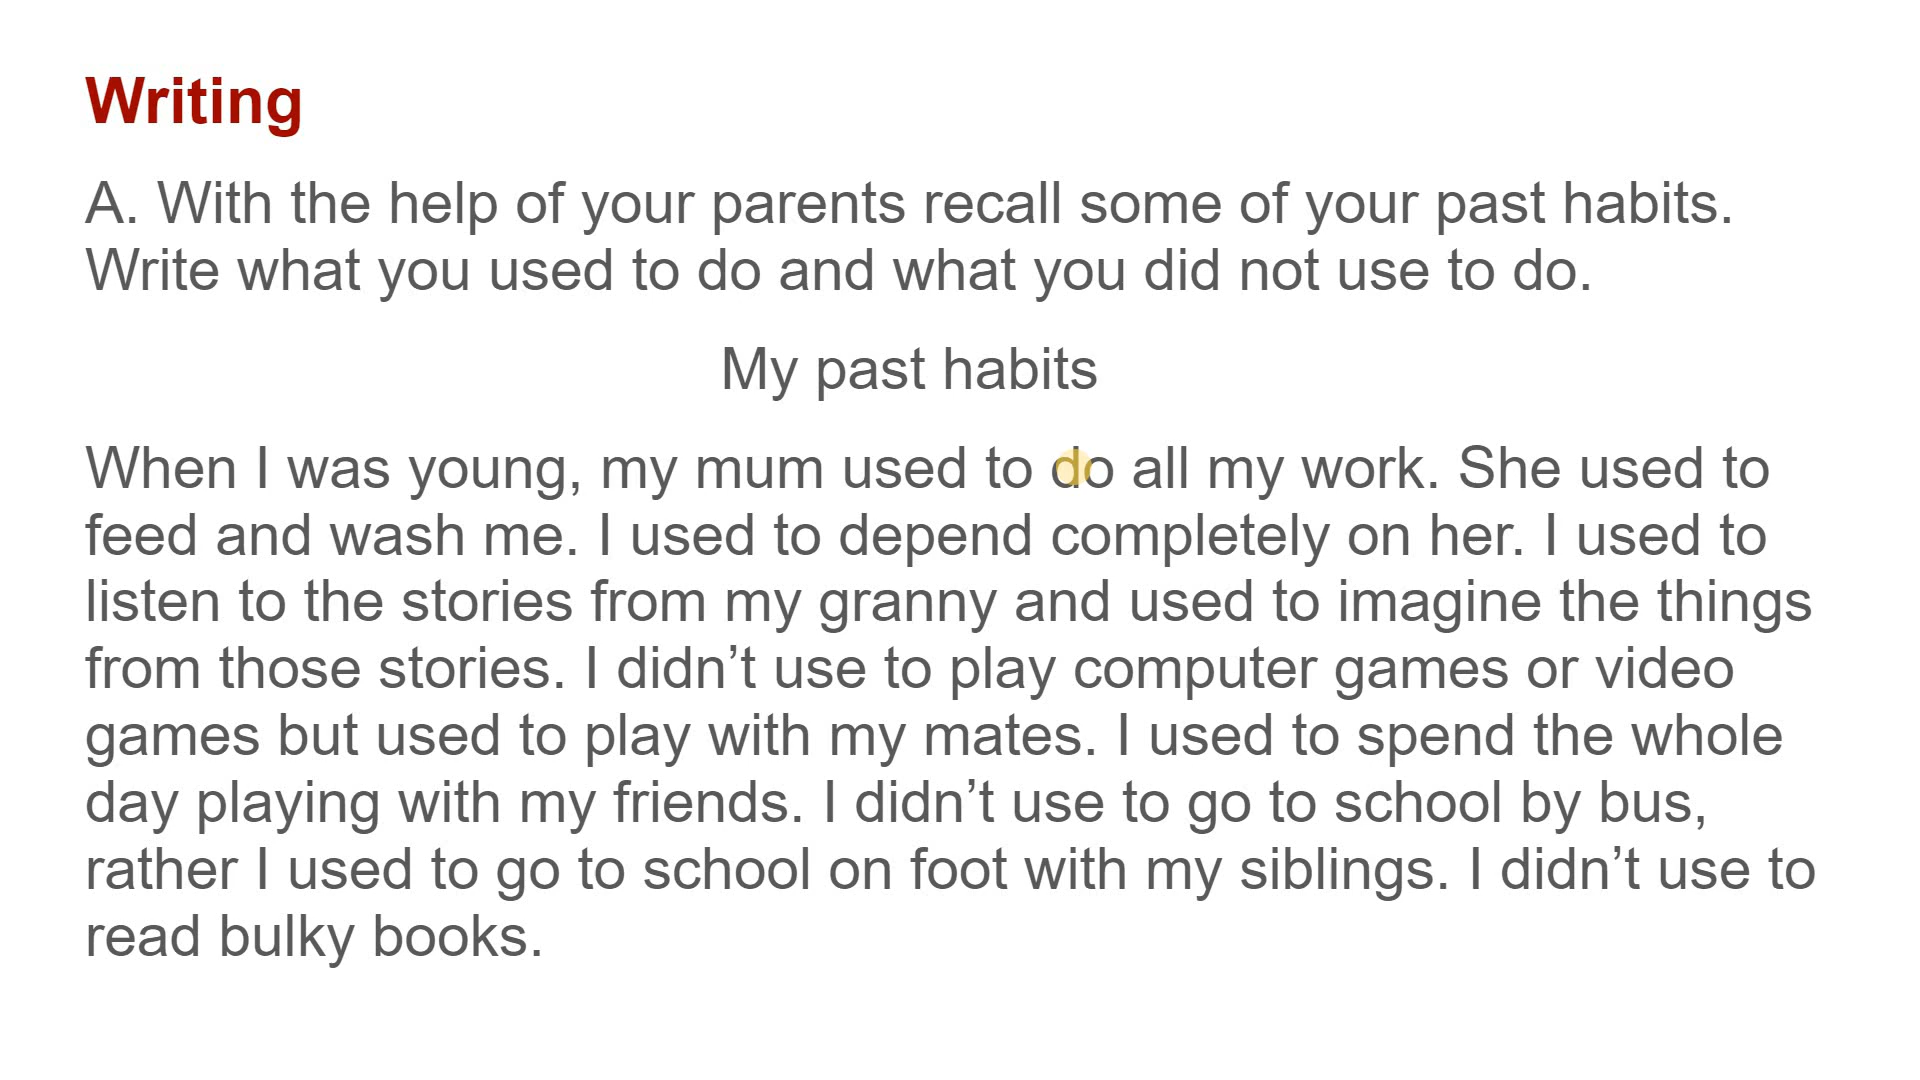 Writing
A. With the help of your parents recall some of your past habits.
Write what you used to do and what you did not use to do.
My past habits
When I was young, my mum used to do all my work. She used to
feed and wash me. I used to depend completely on her. I used to
listen to the stories from my granny and used to imagine the things
from those stories. I didn’t use to play computer games or video
games but used to play with my mates. I used to spend the whole
day playing with my friends. I didn’t use to go to school by bus,
rather I used to go to school on foot with my siblings. I didn’t use to
read bulky books.